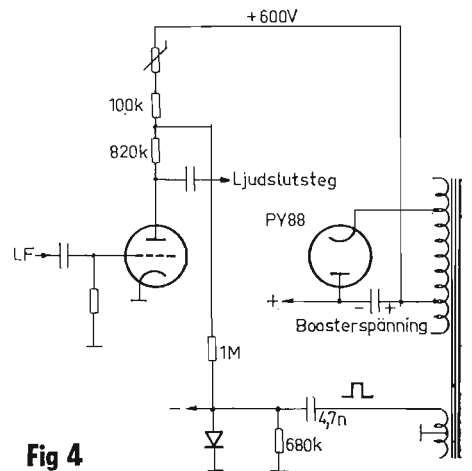 +600V
100k
820k
Ljudslutsteg
PY88
LF
+
- +
Boosterspänning
1M
-
4,7n
680k
Fig 4